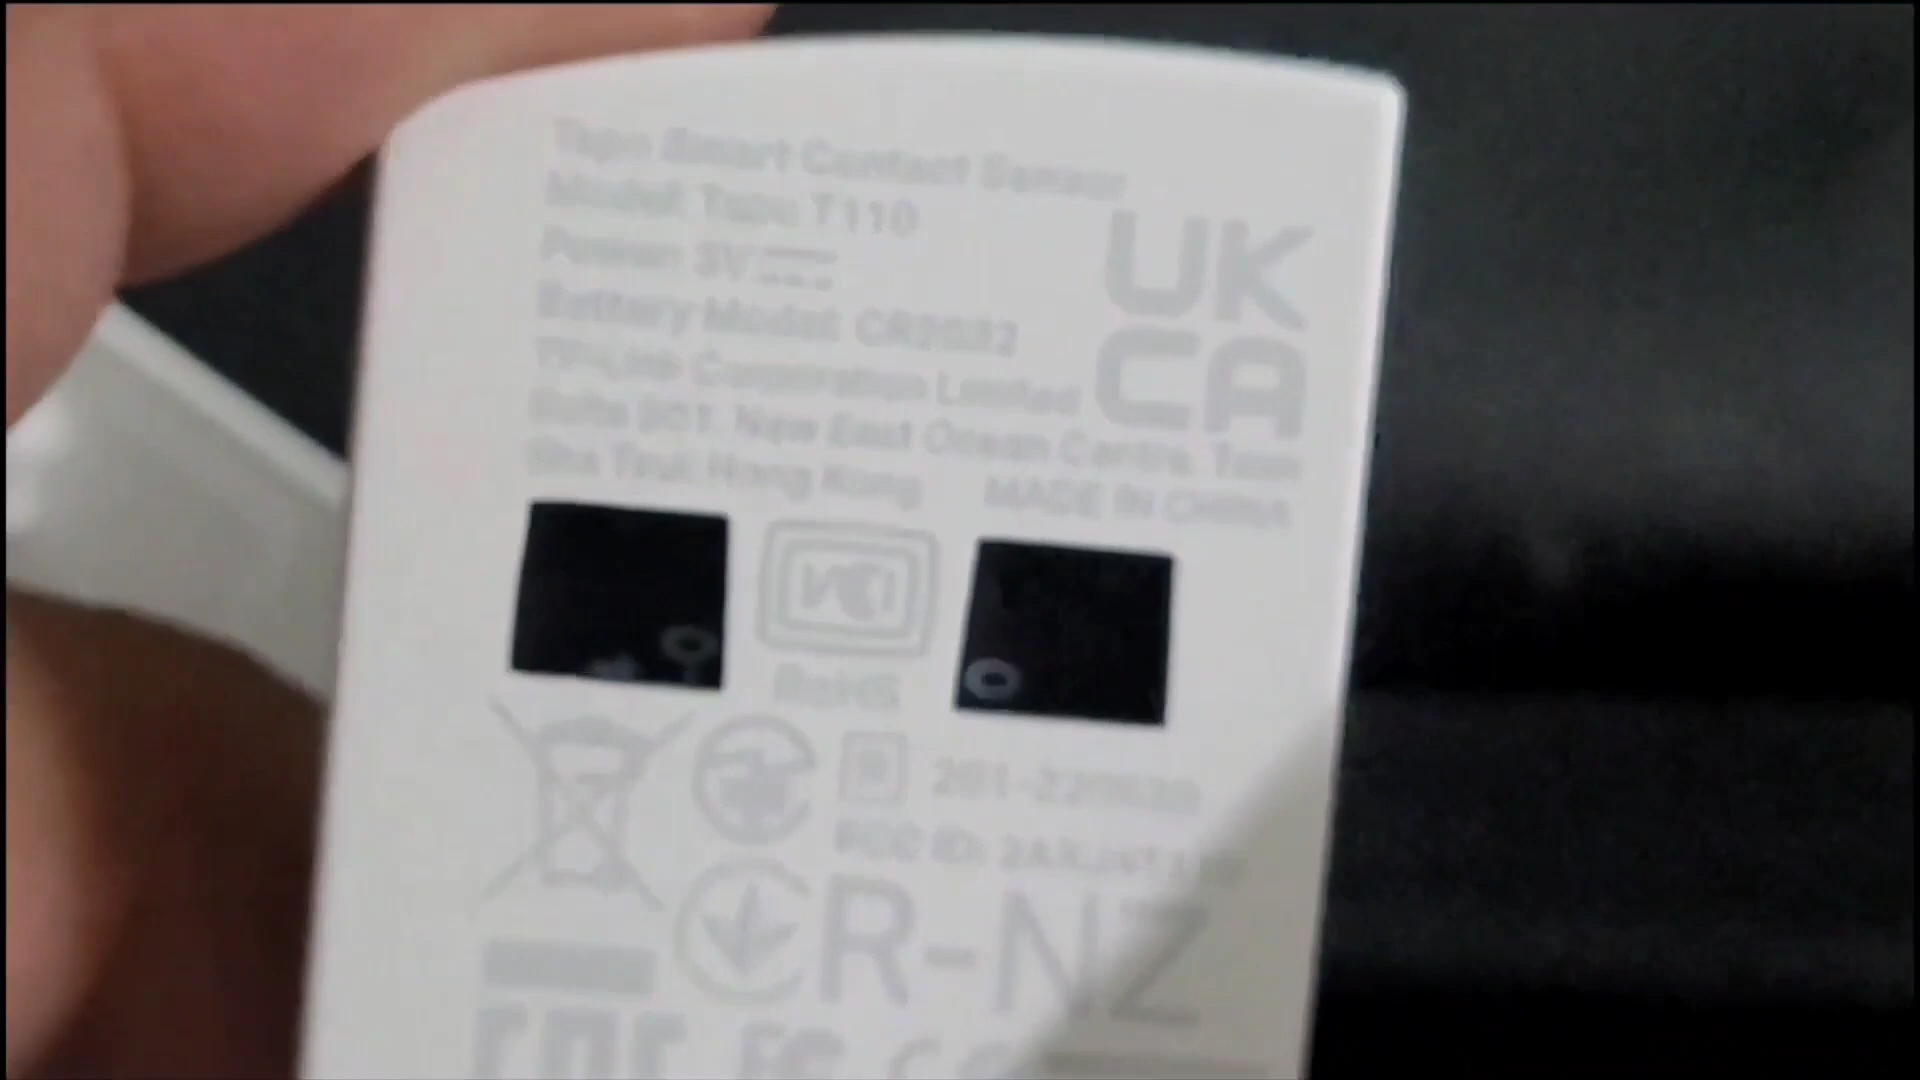 Tapo Smart Contact Sensor
Model: Tapo T110
Power: 3V
Battery Model: CR2032
UK
CA
TP-Link Corporation Limited
Suite 901, New East Ocean Centre, Tsim
Sha Tsui, Hong Kong
MADE IN CHINA
RoHS
R 201-
FCC ID:
R-NZ